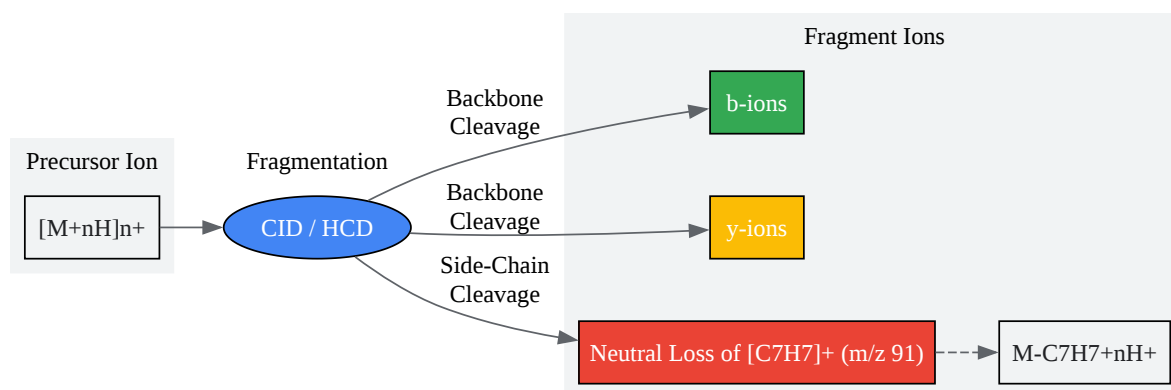 Fragment Ions
Backbone
Cleavage
b-ions
Precursor Ion
[M+nH]n+
Fragmentation
CID / HCD
Backbone
Cleavage
y-ions
Side-Chain
Cleavage
Neutral Loss of [C7H7]+ (m/z 91)
M-C7H7+nH+